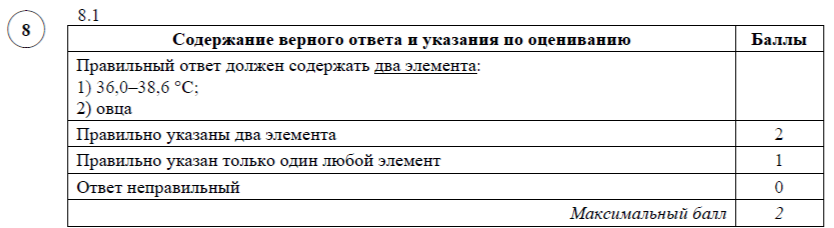 8
8.1
Содержание верного ответа и указания по оцениванию Баллы
Правильный ответ должен содержать два элемента:
1) 36,0–38,6 °C;
2) овца
Правильно указаны два элемента 2
Правильно указан только один любой элемент 1
Ответ неправильный 0
Максимальный балл 2